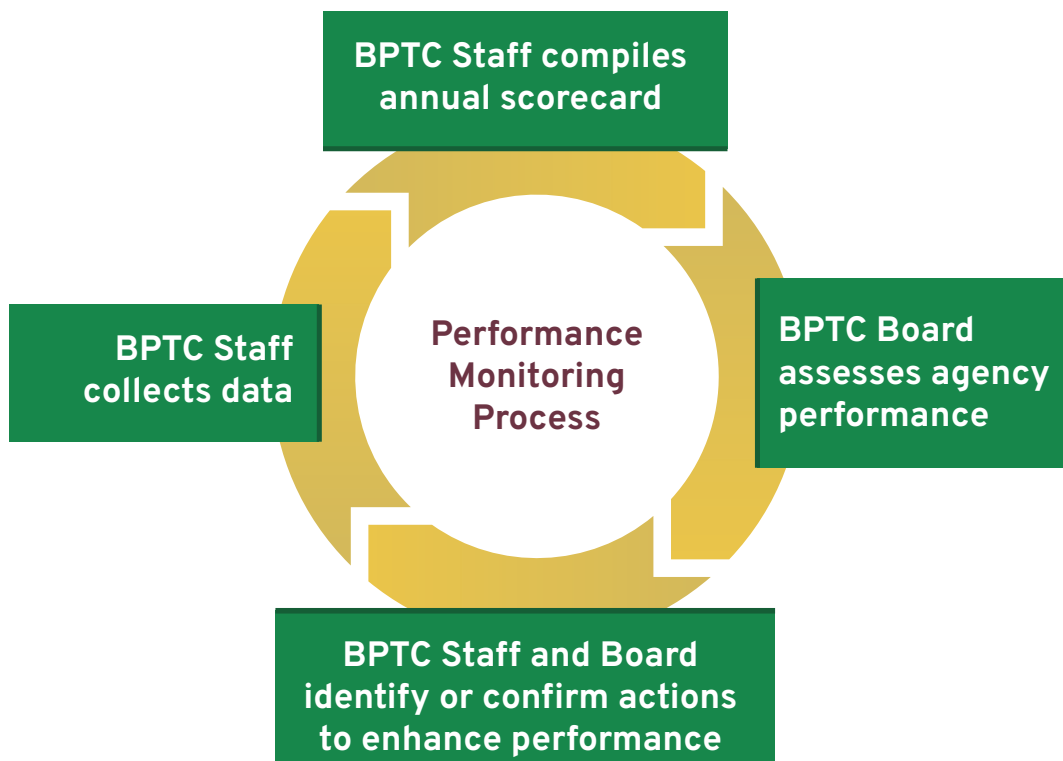 BPTC Staff compiles
annual scorecard
BPTC Staff
collects data
Performance
Monitoring
Process
BPTC Board
assesses agency
performance
BPTC Staff and Board
identify or confirm actions
to enhance performance